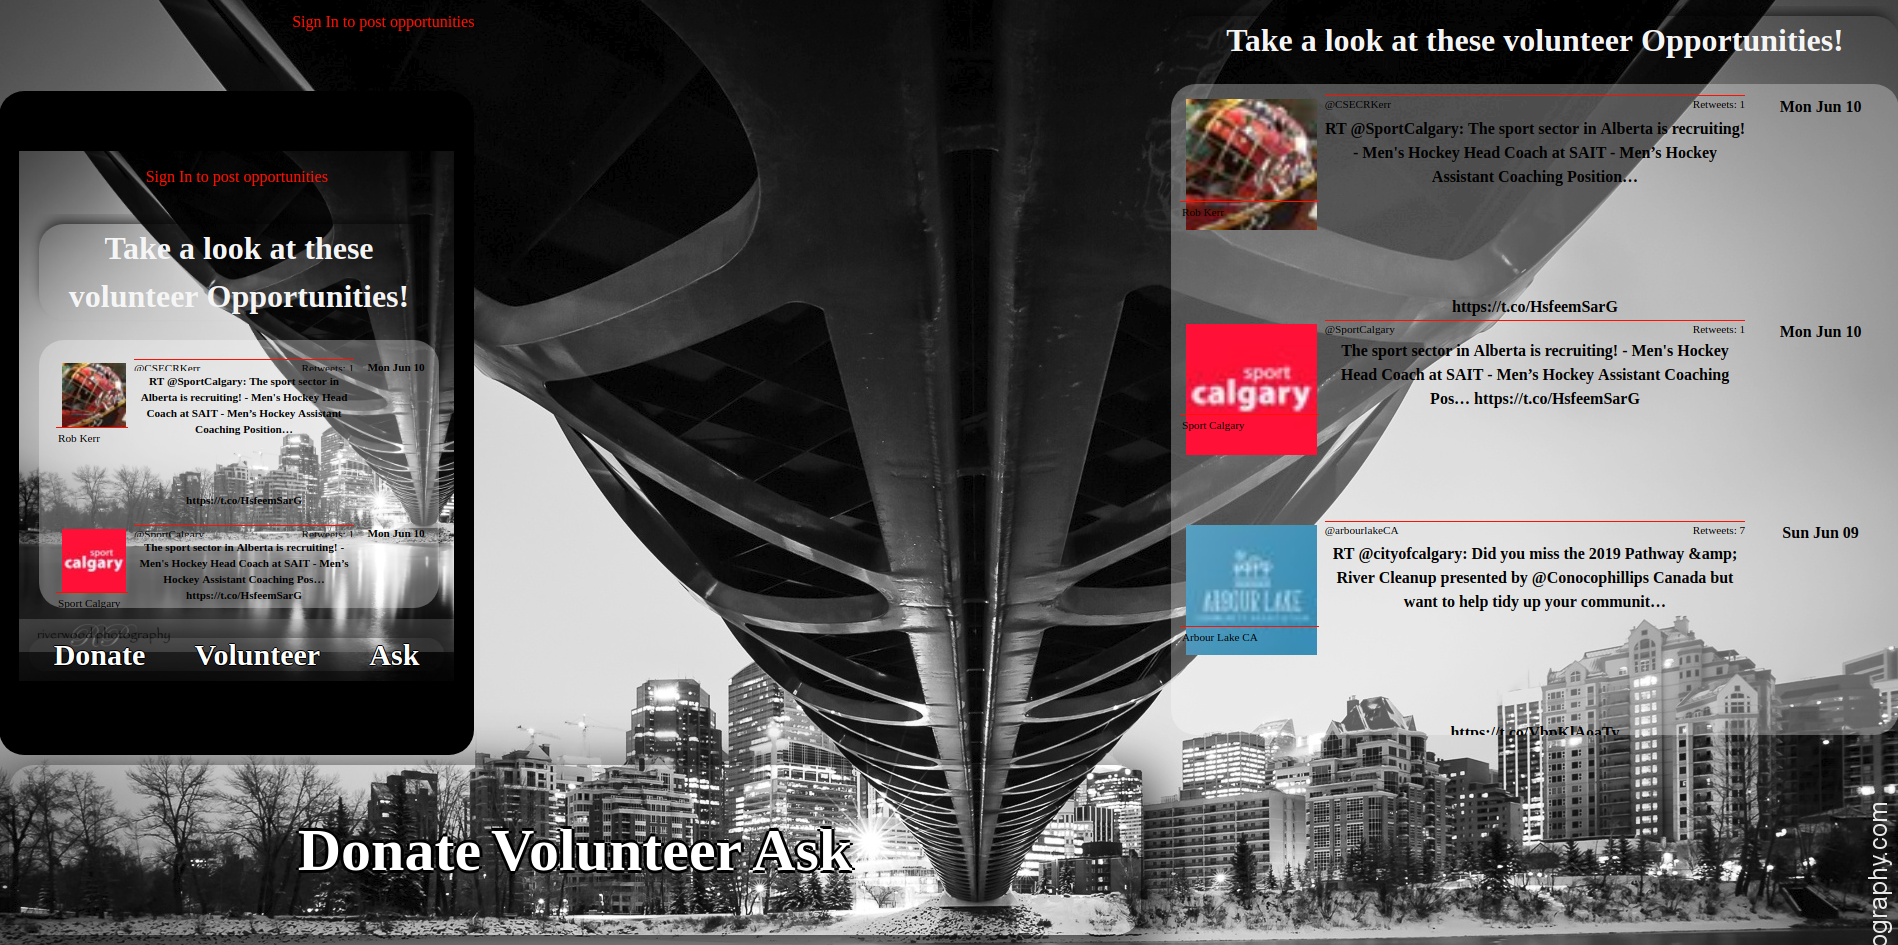 Sign In to post opportunities
Sign In to post opportunities
Take a look at these
volunteer Opportunities!
@CSECRKerr
Retweets: 1
Mon Jun 10
RT @SportCalgary: The sport sector in
Alberta is recruiting! - Men's Hockey Head
Coach at SAIT - Men’s Hockey Assistant
Coaching Position…
Rob Kerr
https://t.co/HsfeemSarG
@SportCalgary
Retweets: 1
Mon Jun 10
sport
calgary
The sport sector in Alberta is recruiting! -
Men's Hockey Head Coach at SAIT - Men’s
Hockey Assistant Coaching Pos…
https://t.co/HsfeemSarG
Sport Calgary
riverwood photography
Donate
Volunteer
Ask
Donate Volunteer Ask
Take a look at these volunteer Opportunities!
@CSECRKerr
Retweets: 1
Mon Jun 10
RT @SportCalgary: The sport sector in Alberta is recruiting!
- Men's Hockey Head Coach at SAIT - Men’s Hockey
Assistant Coaching Position…
Rob Kerr
https://t.co/HsfeemSarG
@SportCalgary
Retweets: 1
Mon Jun 10
sport
calgary
The sport sector in Alberta is recruiting! - Men's Hockey
Head Coach at SAIT - Men’s Hockey Assistant Coaching
Pos… https://t.co/HsfeemSarG
Sport Calgary
@arbourlakeCA
Retweets: 7
Sun Jun 09
ARBOUR LAKE
RT @cityofcalgary: Did you miss the 2019 Pathway &amp;
River Cleanup presented by @Conocophillips Canada but
want to help tidy up your communit…
Arbour Lake CA
ography.com